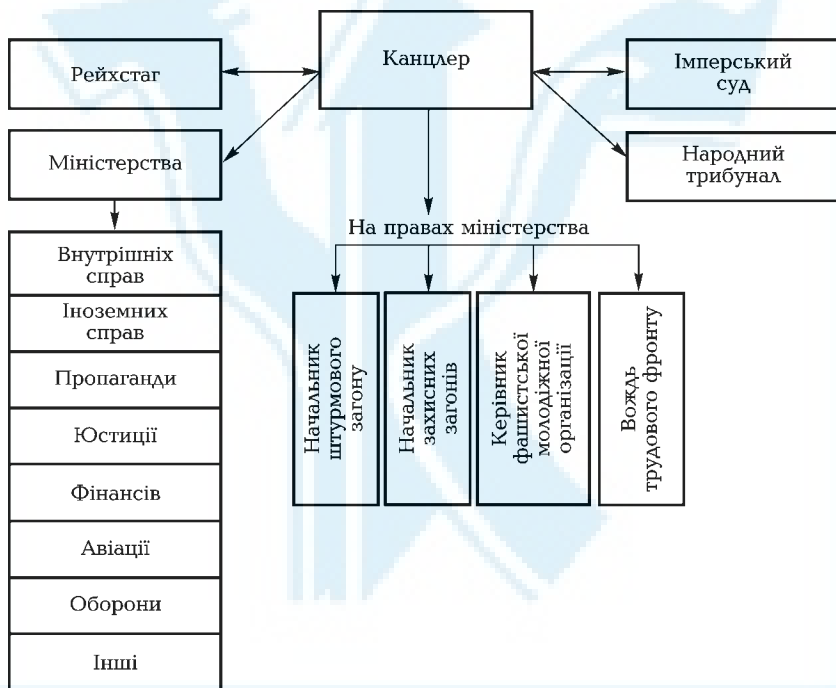 Канцлер
Рейхстаг
Імперський
суд
Міністерства
Народний
трибунал
На правах міністерства
Внутрішніх
справ
Іноземних
справ
Пропаганди
Юстиції
Фінансів
Авіації
Оборони
Інші
Начальник
штурмового
загону
Начальник
захисних
загонів
Керівник
фашистської
молодіжної
організації
Вождь
трудового фронту